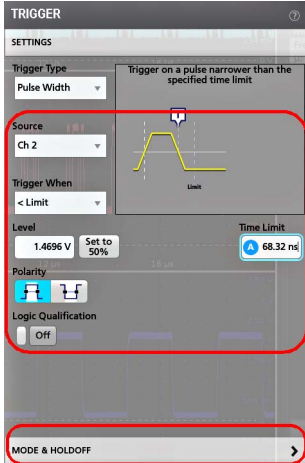 TRIGGER
SETTINGS
Trigger Type
Pulse Width
Trigger on a pulse narrower than the
specified time limit
T
Limit
Source
Ch 2
Trigger When
< Limit
Level
1.4696 V
Set to
50%
Time Limit
A 68.32 ns
Polarity
Logic Qualification
Off
MODE & HOLDOFF